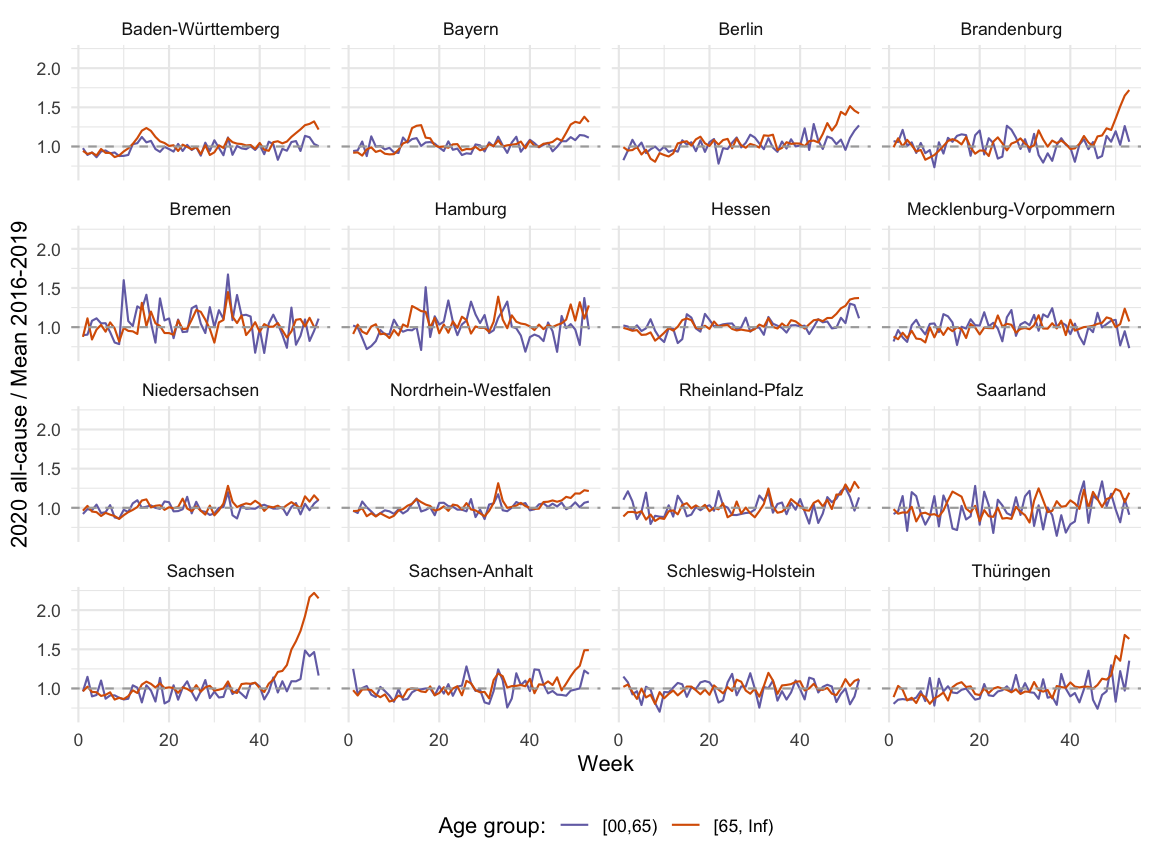 Baden-Württemberg
Bayern
Berlin
Brandenburg
2.0
1.5
1.0
Bremen
Hamburg
Hessen
Mecklenburg-Vorpommern
2.0
1.5
1.0
Niedersachsen
Nordrhein-Westfalen
Rheinland-Pfalz
Saarland
2.0
1.5
1.0
Sachsen
Sachsen-Anhalt
Schleswig-Holstein
Thüringen
2.0
1.5
1.0
0 20 40
0 20 40
0 20 40
0 20 40
2020 all-cause / Mean 2016-2019
Week
Age group: [00,65) [65, Inf)